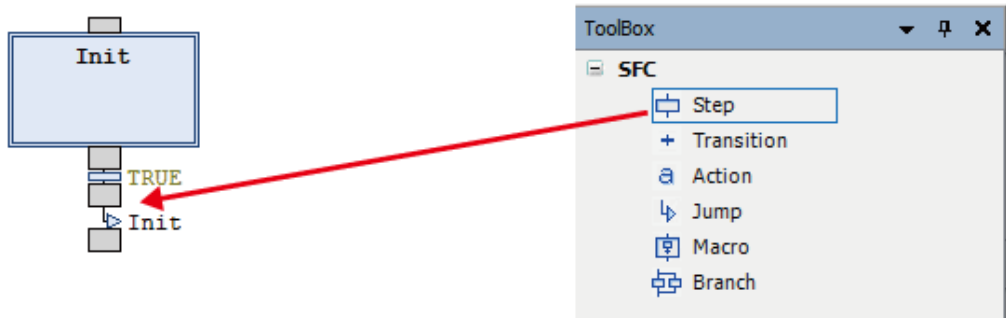 Init
TRUE
Init
ToolBox
SFC
Step
Transition
Action
Jump
Macro
Branch